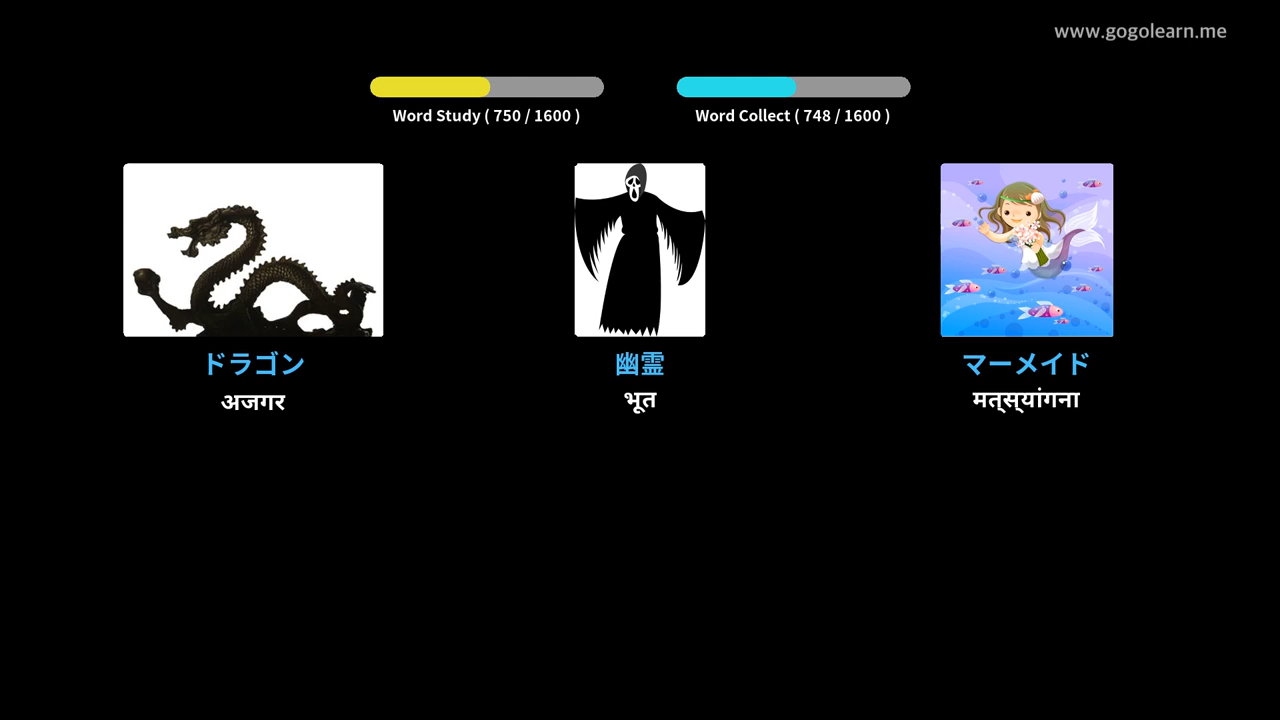 www.gogolearn.me
Word Study ( 750 / 1600 )
Word Collect ( 748 / 1600 )
ドラゴン
幽霊
マーメイド
अजगर
भूत
मत्स्यांगना